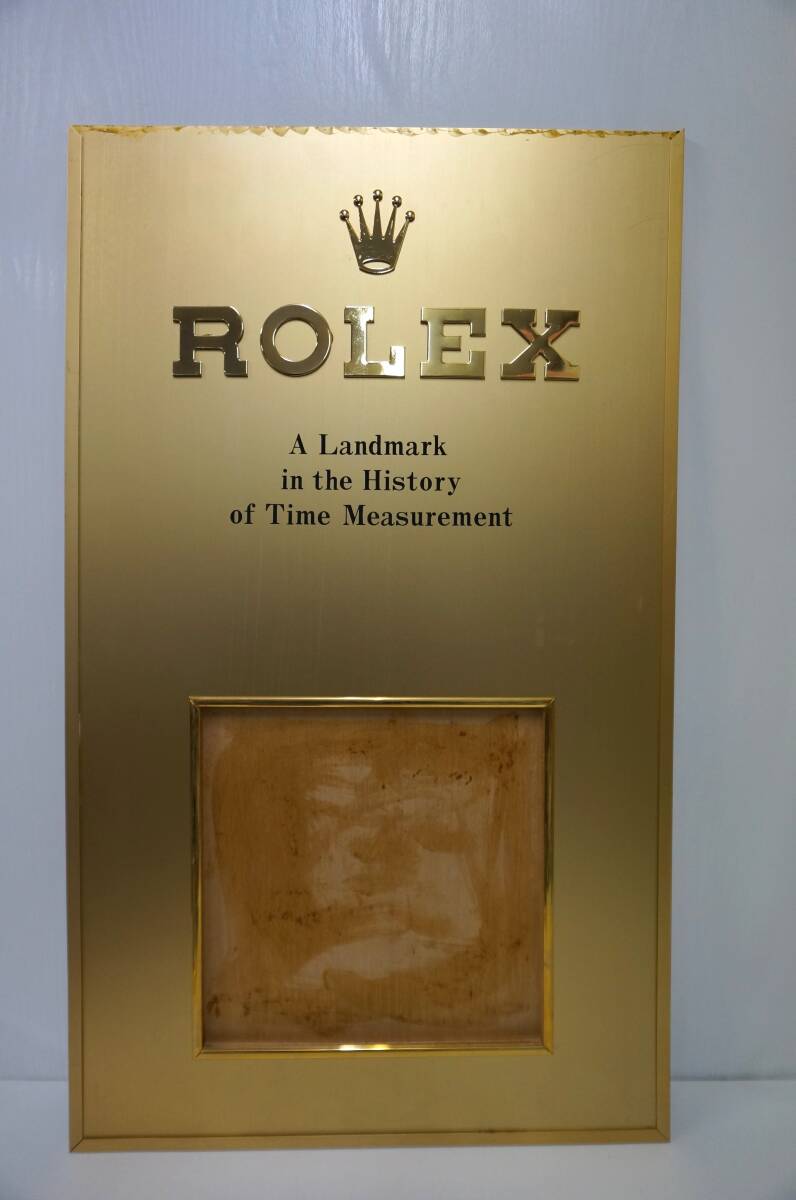 ROLEX
A Landmark
in the History
of Time Measurement